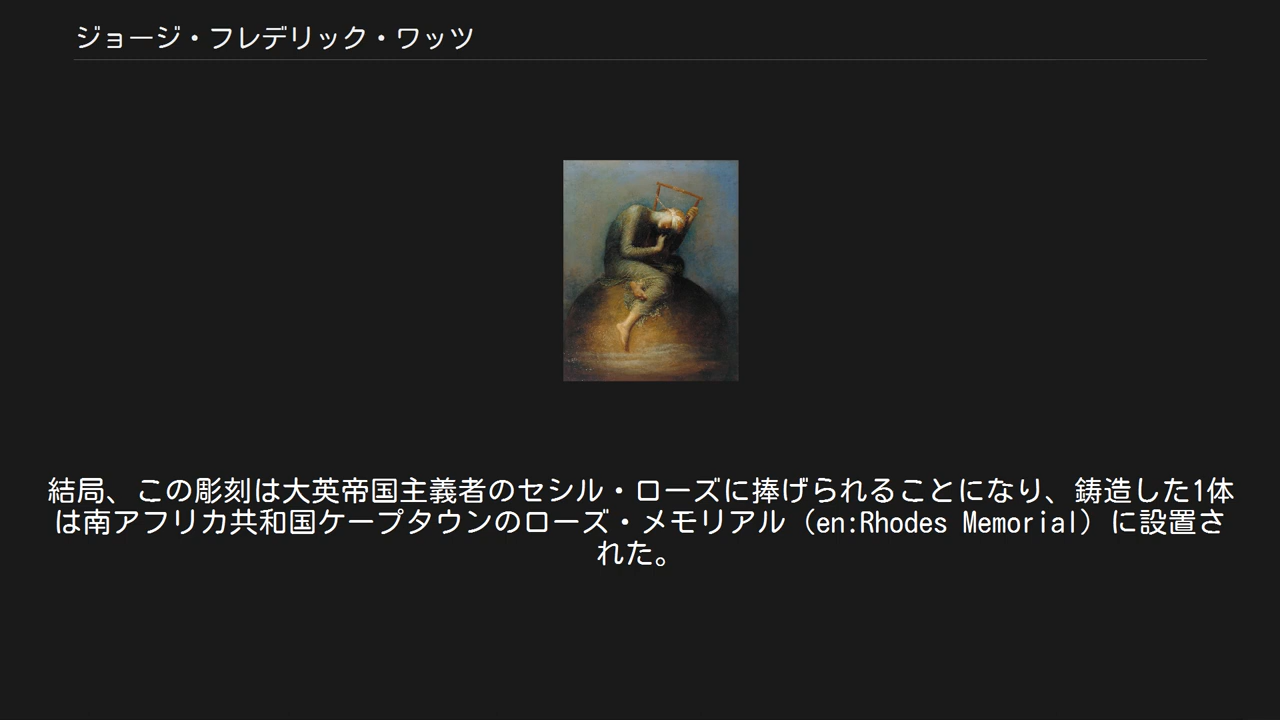 ジョージ・フレデリック・ワッツ
結局、この彫刻は大英帝国主義者のセシル・ローズに捧げられることになり、鋳造した1体
は南アフリカ共和国ケープタウンのローズ・メモリアル（en:Rhodes Memorial）に設置さ
れた。